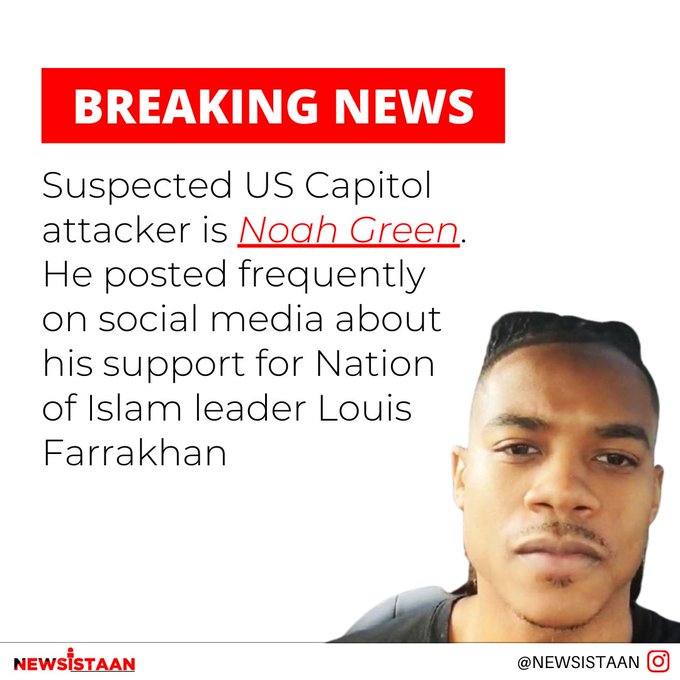 BREAKING NEWS
Suspected US Capitol
attacker is Noah Green.
He posted frequently
on social media about
his support for Nation
of Islam leader Louis
Farrakhan
NEWSISTAAN
@NEWSISTAAN